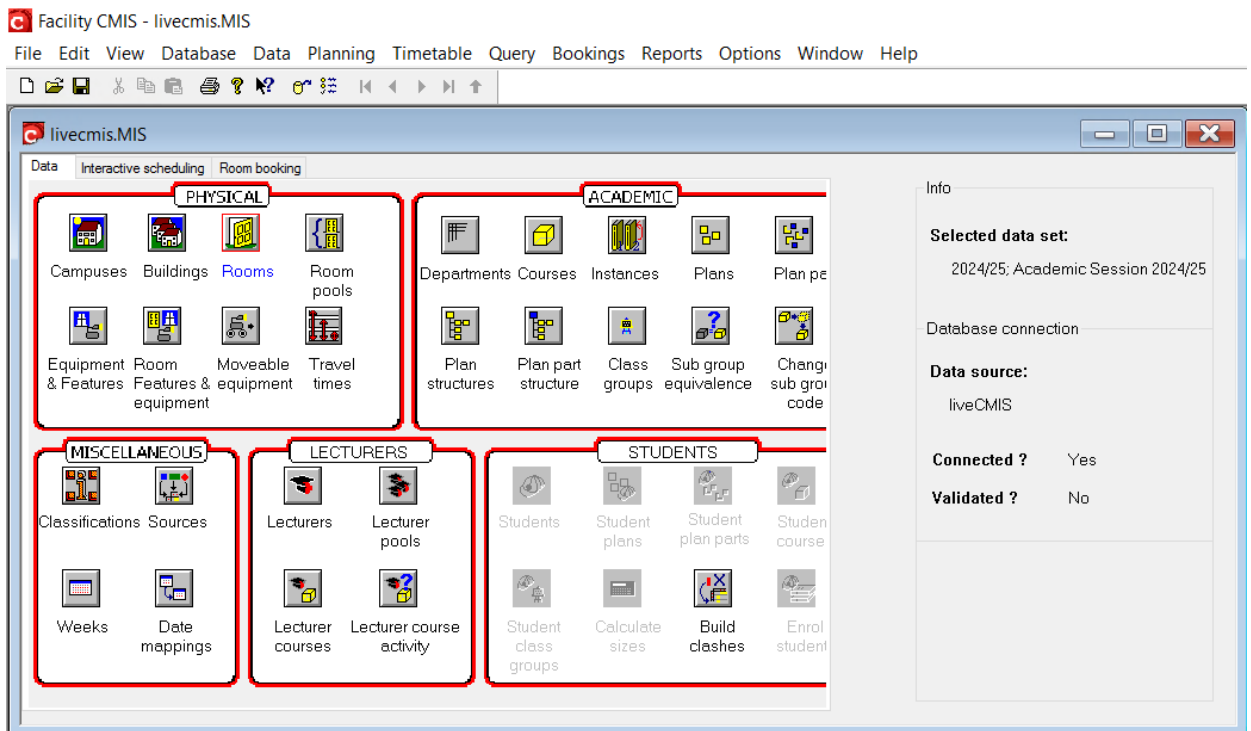 Facility CMIS - livecmis.MIS
File Edit View Database Data Planning Timetable Query Bookings Reports Options Window Help
livecmis.MIS
Data Interactive scheduling Room booking
PHYSICAL
Campuses Buildings Rooms Room
pools
Equipment Room Moveable Travel
& Features Features & equipment times
equipment
ACADEMIC
Departments Courses Instances Plans Plan pa
Plan Plan part Class Sub group Chang
structures structure groups equivalence sub grou
code
MISCELLANEOUS
Classifications Sources
Weeks Date
mappings
LECTURERS
Lecturers Lecturer
pools
Lecturer Lecturer course
courses activity
STUDENTS
Students Student Student Studen
plans plan parts course
Student Calculate Build Enrol
class sizes clashes student
groups
Info
Selected data set:
2024/25; Academic Session 2024/25
Database connection
Data source:
liveCMIS
Connected ? Yes
Validated ? No